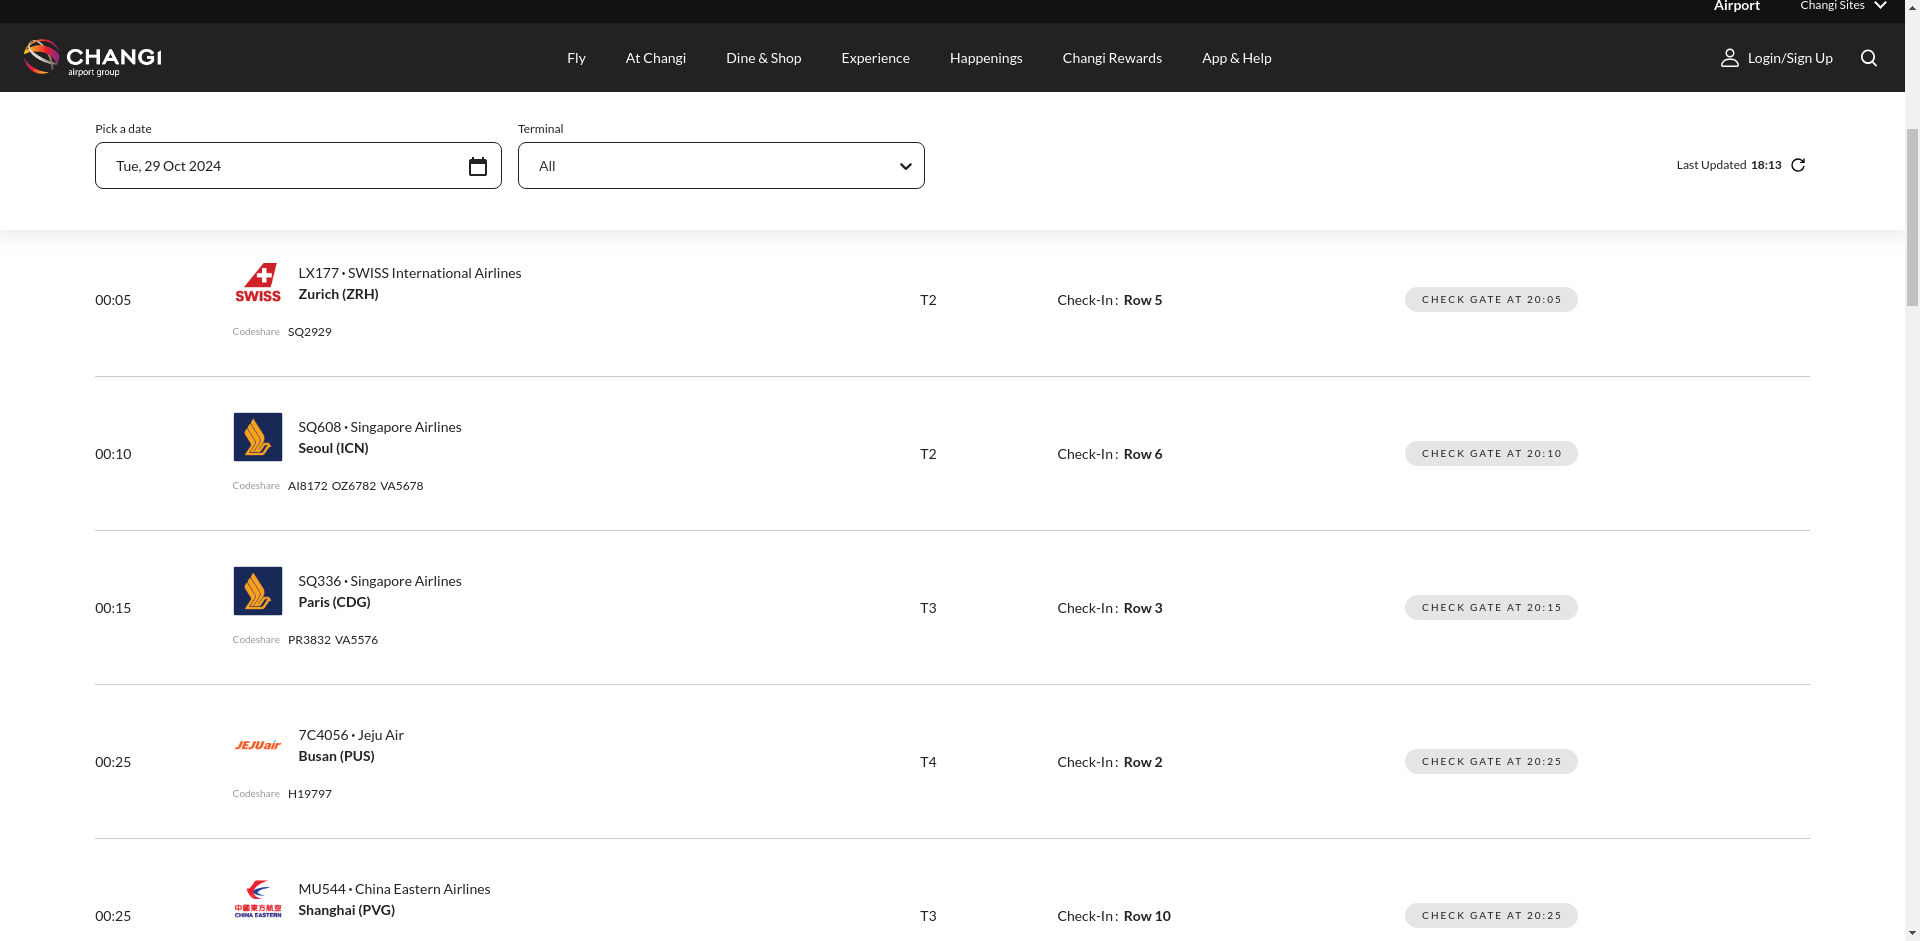 Airport
Changi Sites
CHANGI
airport group
Fly
At Changi
Dine & Shop
Experience
Happenings
Changi Rewards
App & Help
Login/Sign Up
Pick a date
Terminal
Tue, 29 Oct 2024
All
Last Updated 18:13
00:05
SWISS
LX177 • SWISS International Airlines
Zurich (ZRH)
Codeshare SQ2929
T2
Check-In : Row 5
CHECK GATE AT 20:05
00:10
SQ608 • Singapore Airlines
Seoul (ICN)
Codeshare AI8172 OZ6782 VA5678
T2
Check-In : Row 6
CHECK GATE AT 20:10
00:15
SQ336 • Singapore Airlines
Paris (CDG)
Codeshare PR3832 VA5576
T3
Check-In : Row 3
CHECK GATE AT 20:15
00:25
JEJUair
7C4056 • Jeju Air
Busan (PUS)
Codeshare H19797
T4
Check-In : Row 2
CHECK GATE AT 20:25
00:25
中國東方航空
CHINA EASTERN
MU544 • China Eastern Airlines
Shanghai (PVG)
T3
Check-In : Row 10
CHECK GATE AT 20:25